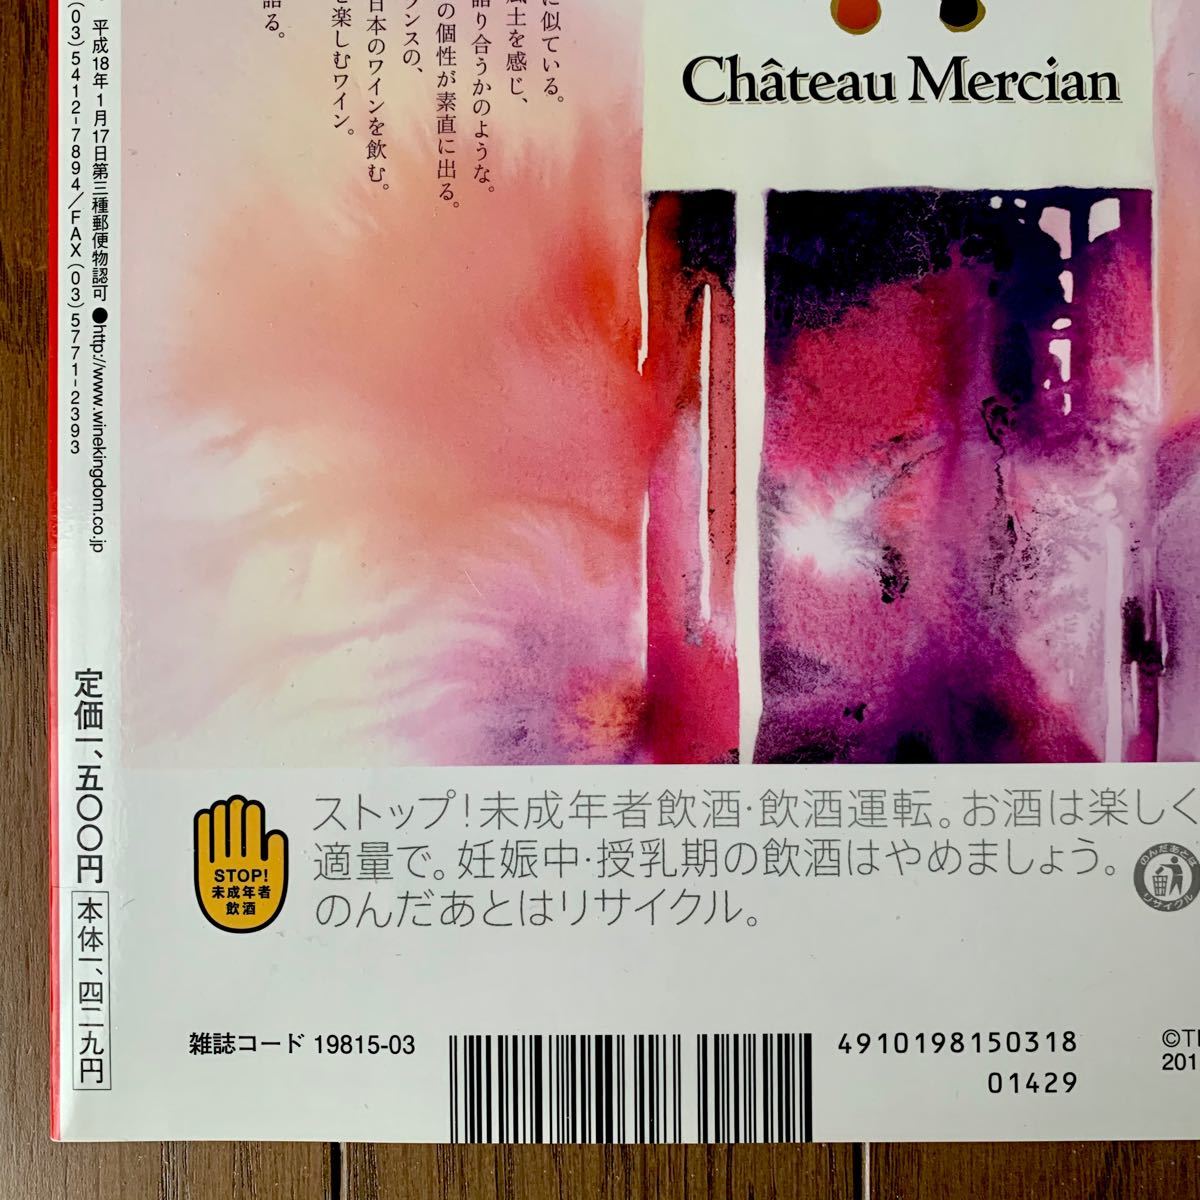 に似ている。
風土を感じ、
語り合うかのような。
の個性が素直に出る。
ランスの、
日本のワインを飲む。
を楽しむワイン。
語る。
Château Mercian
平成18年1月17日第三種郵便物認可 ●http://www.winekingdom.co.jp
(03)5412-7894/FAX(03)5771-2393
定価一、五〇〇円 本体一、四二九円
STOP!
未成年者
飲酒
ストップ!未成年者飲酒・飲酒運転。お酒は楽しく
適量で。妊娠中・授乳期の飲酒はやめましょう。
のんだあとはリサイクル。
のんだあとは
リサイクル
雑誌コード 19815-03
4910198150318
01429
©T
201